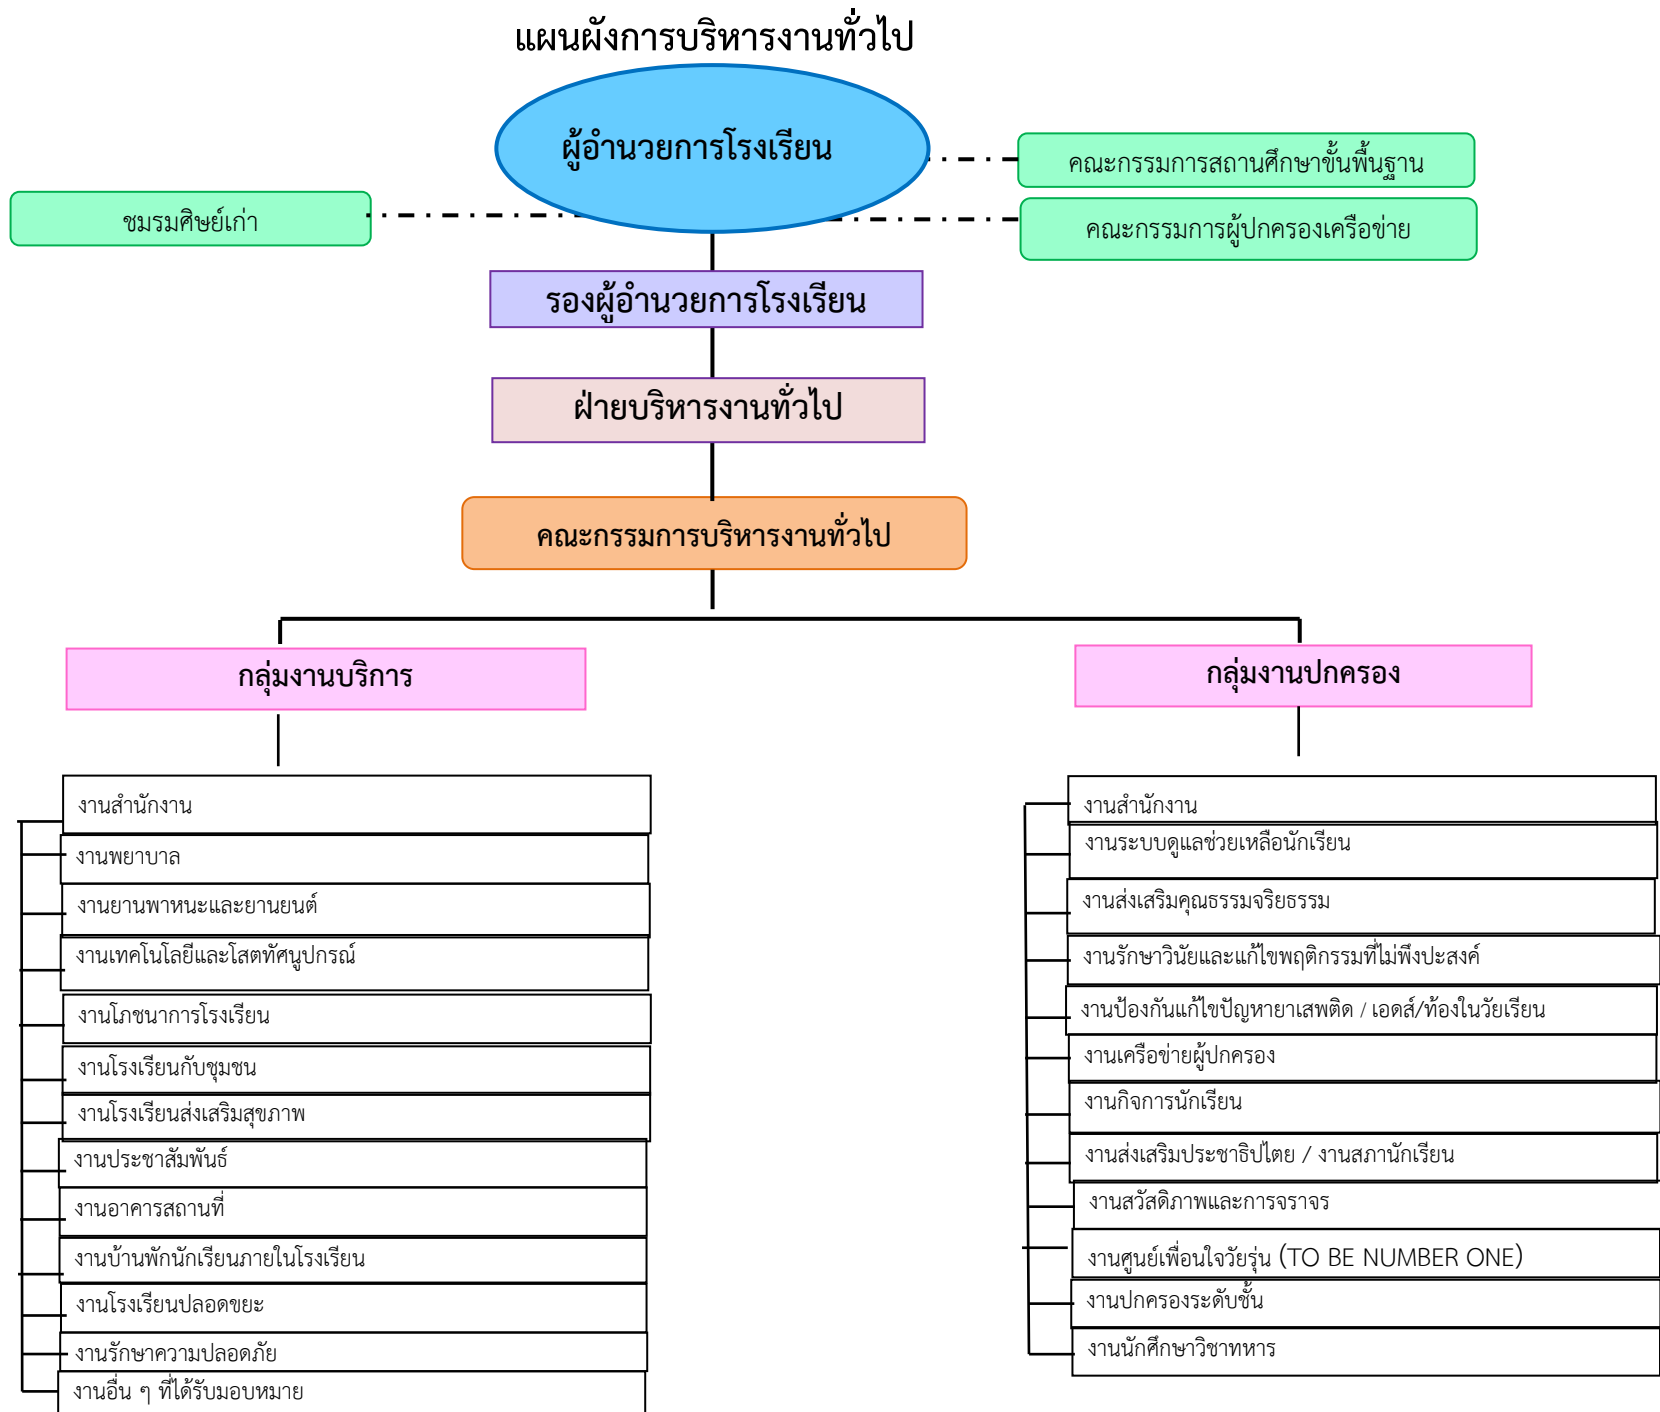 แผนผังการบริหารงานทั่วไป
ผู้อำนวยการโรงเรียน
คณะกรรมการสถานศึกษาขั้นพื้นฐาน
ชมรมศิษย์เก่า
คณะกรรมการผู้ปกครองเครือข่าย
รองผู้อำนวยการโรงเรียน
ฝ่ายบริหารงานทั่วไป
คณะกรรมการบริหารงานทั่วไป
กลุ่มงานบริการ
งานสำนักงาน
งานพยาบาล
งานยานพาหนะและยานยนต์
งานเทคโนโลยีและโสตทัศนูปกรณ์
งานโภชนาการโรงเรียน
งานโรงเรียนกับชุมชน
งานโรงเรียนส่งเสริมสุขภาพ
งานประชาสัมพันธ์
งานอาคารสถานที่
งานบ้านพักนักเรียนภายในโรงเรียน
งานโรงเรียนปลอดขยะ
งานรักษาความปลอดภัย
งานอื่น ๆ ที่ได้รับมอบหมาย
กลุ่มงานปกครอง
งานสำนักงาน
งานระบบดูแลช่วยเหลือนักเรียน
งานส่งเสริมคุณธรรมจริยธรรม
งานรักษาวินัยและแก้ไขพฤติกรรมที่ไม่พึงปะสงค์
งานป้องกันแก้ไขปัญหายาเสพติด / เอดส์/ท้องในวัยเรียน
งานเครือข่ายผู้ปกครอง
งานกิจการนักเรียน
งานส่งเสริมประชาธิปไตย / งานสภานักเรียน
งานสวัสดิภาพและการจราจร
งานศูนย์เพื่อนใจวัยรุ่น (TO BE NUMBER ONE)
งานปกครองระดับชั้น
งานนักศึกษาวิชาทหาร